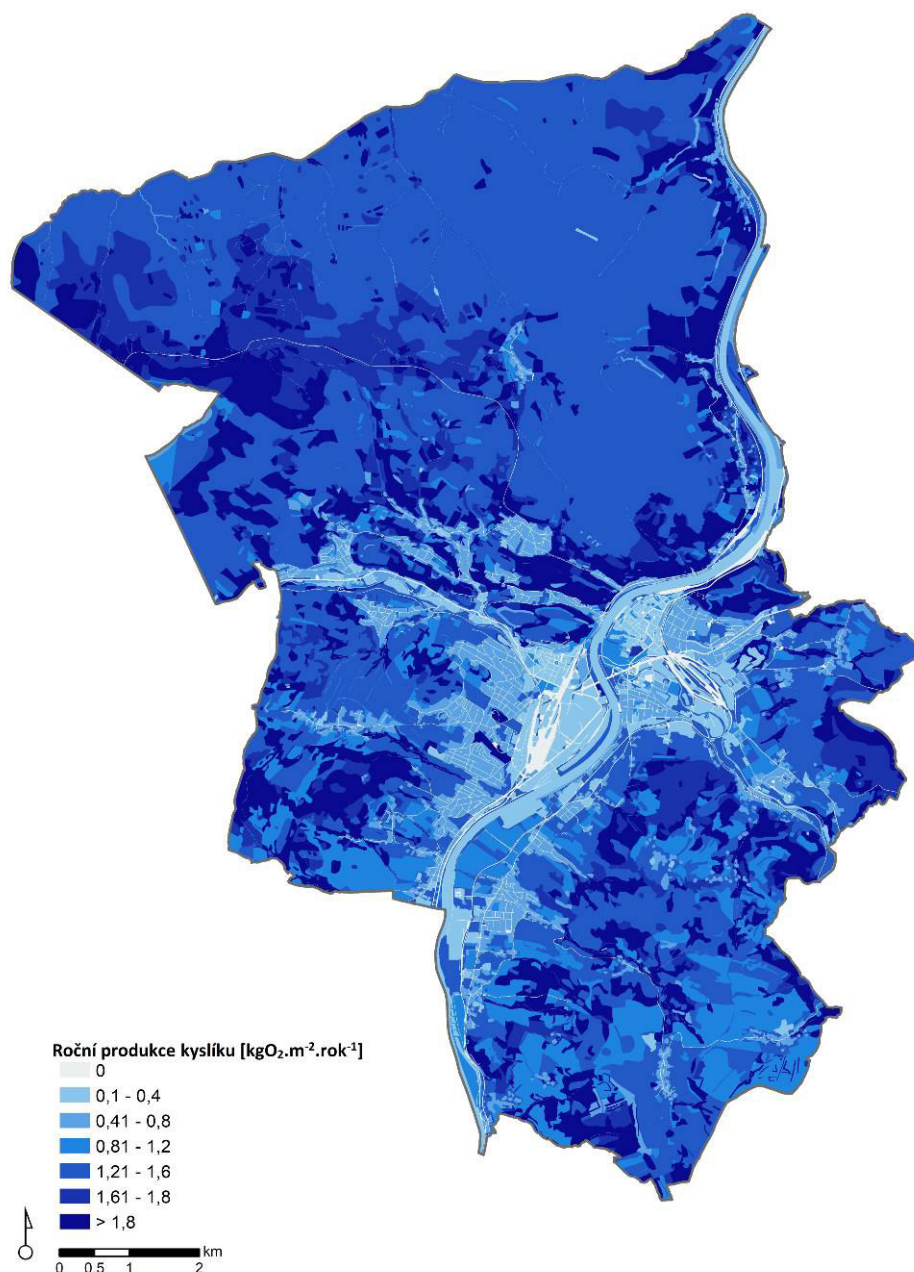 Roční produkce kyslíku [kgO₂.m⁻².rok⁻¹]
0
0,1 - 0,4
0,41 - 0,8
0,81 - 1,2
1,21 - 1,6
1,61 - 1,8
> 1,8
km
0 0.5 1 2